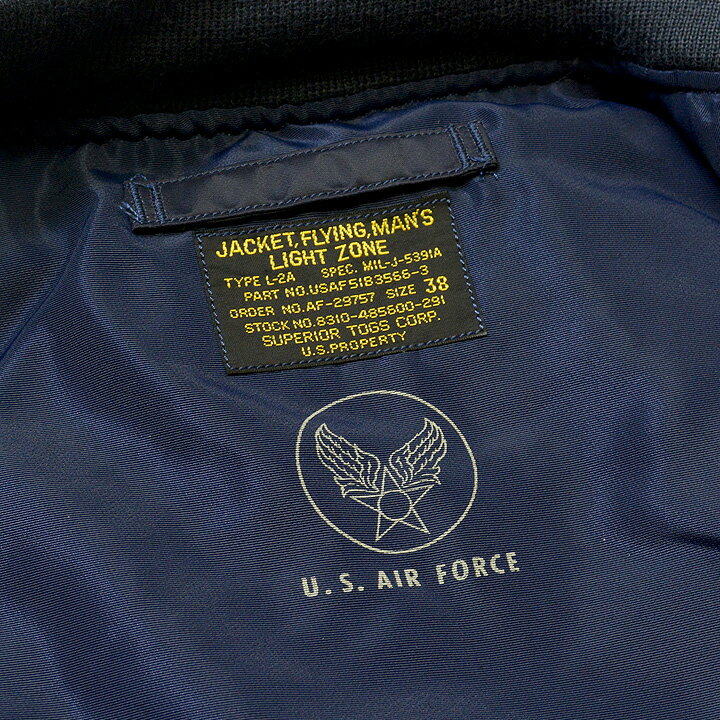 JACKET, FLYING, MAN'S
LIGHT ZONE
TYPE L-2A SPEC. MIL-J-5391A
PART NO. USAF51B3566-3
ORDER NO. AF-29757 SIZE 38
STOCK NO. 8310-485600-291
SUPERIOR TOGS CORP.
U.S. PROPERTY
U. S. AIR FORCE